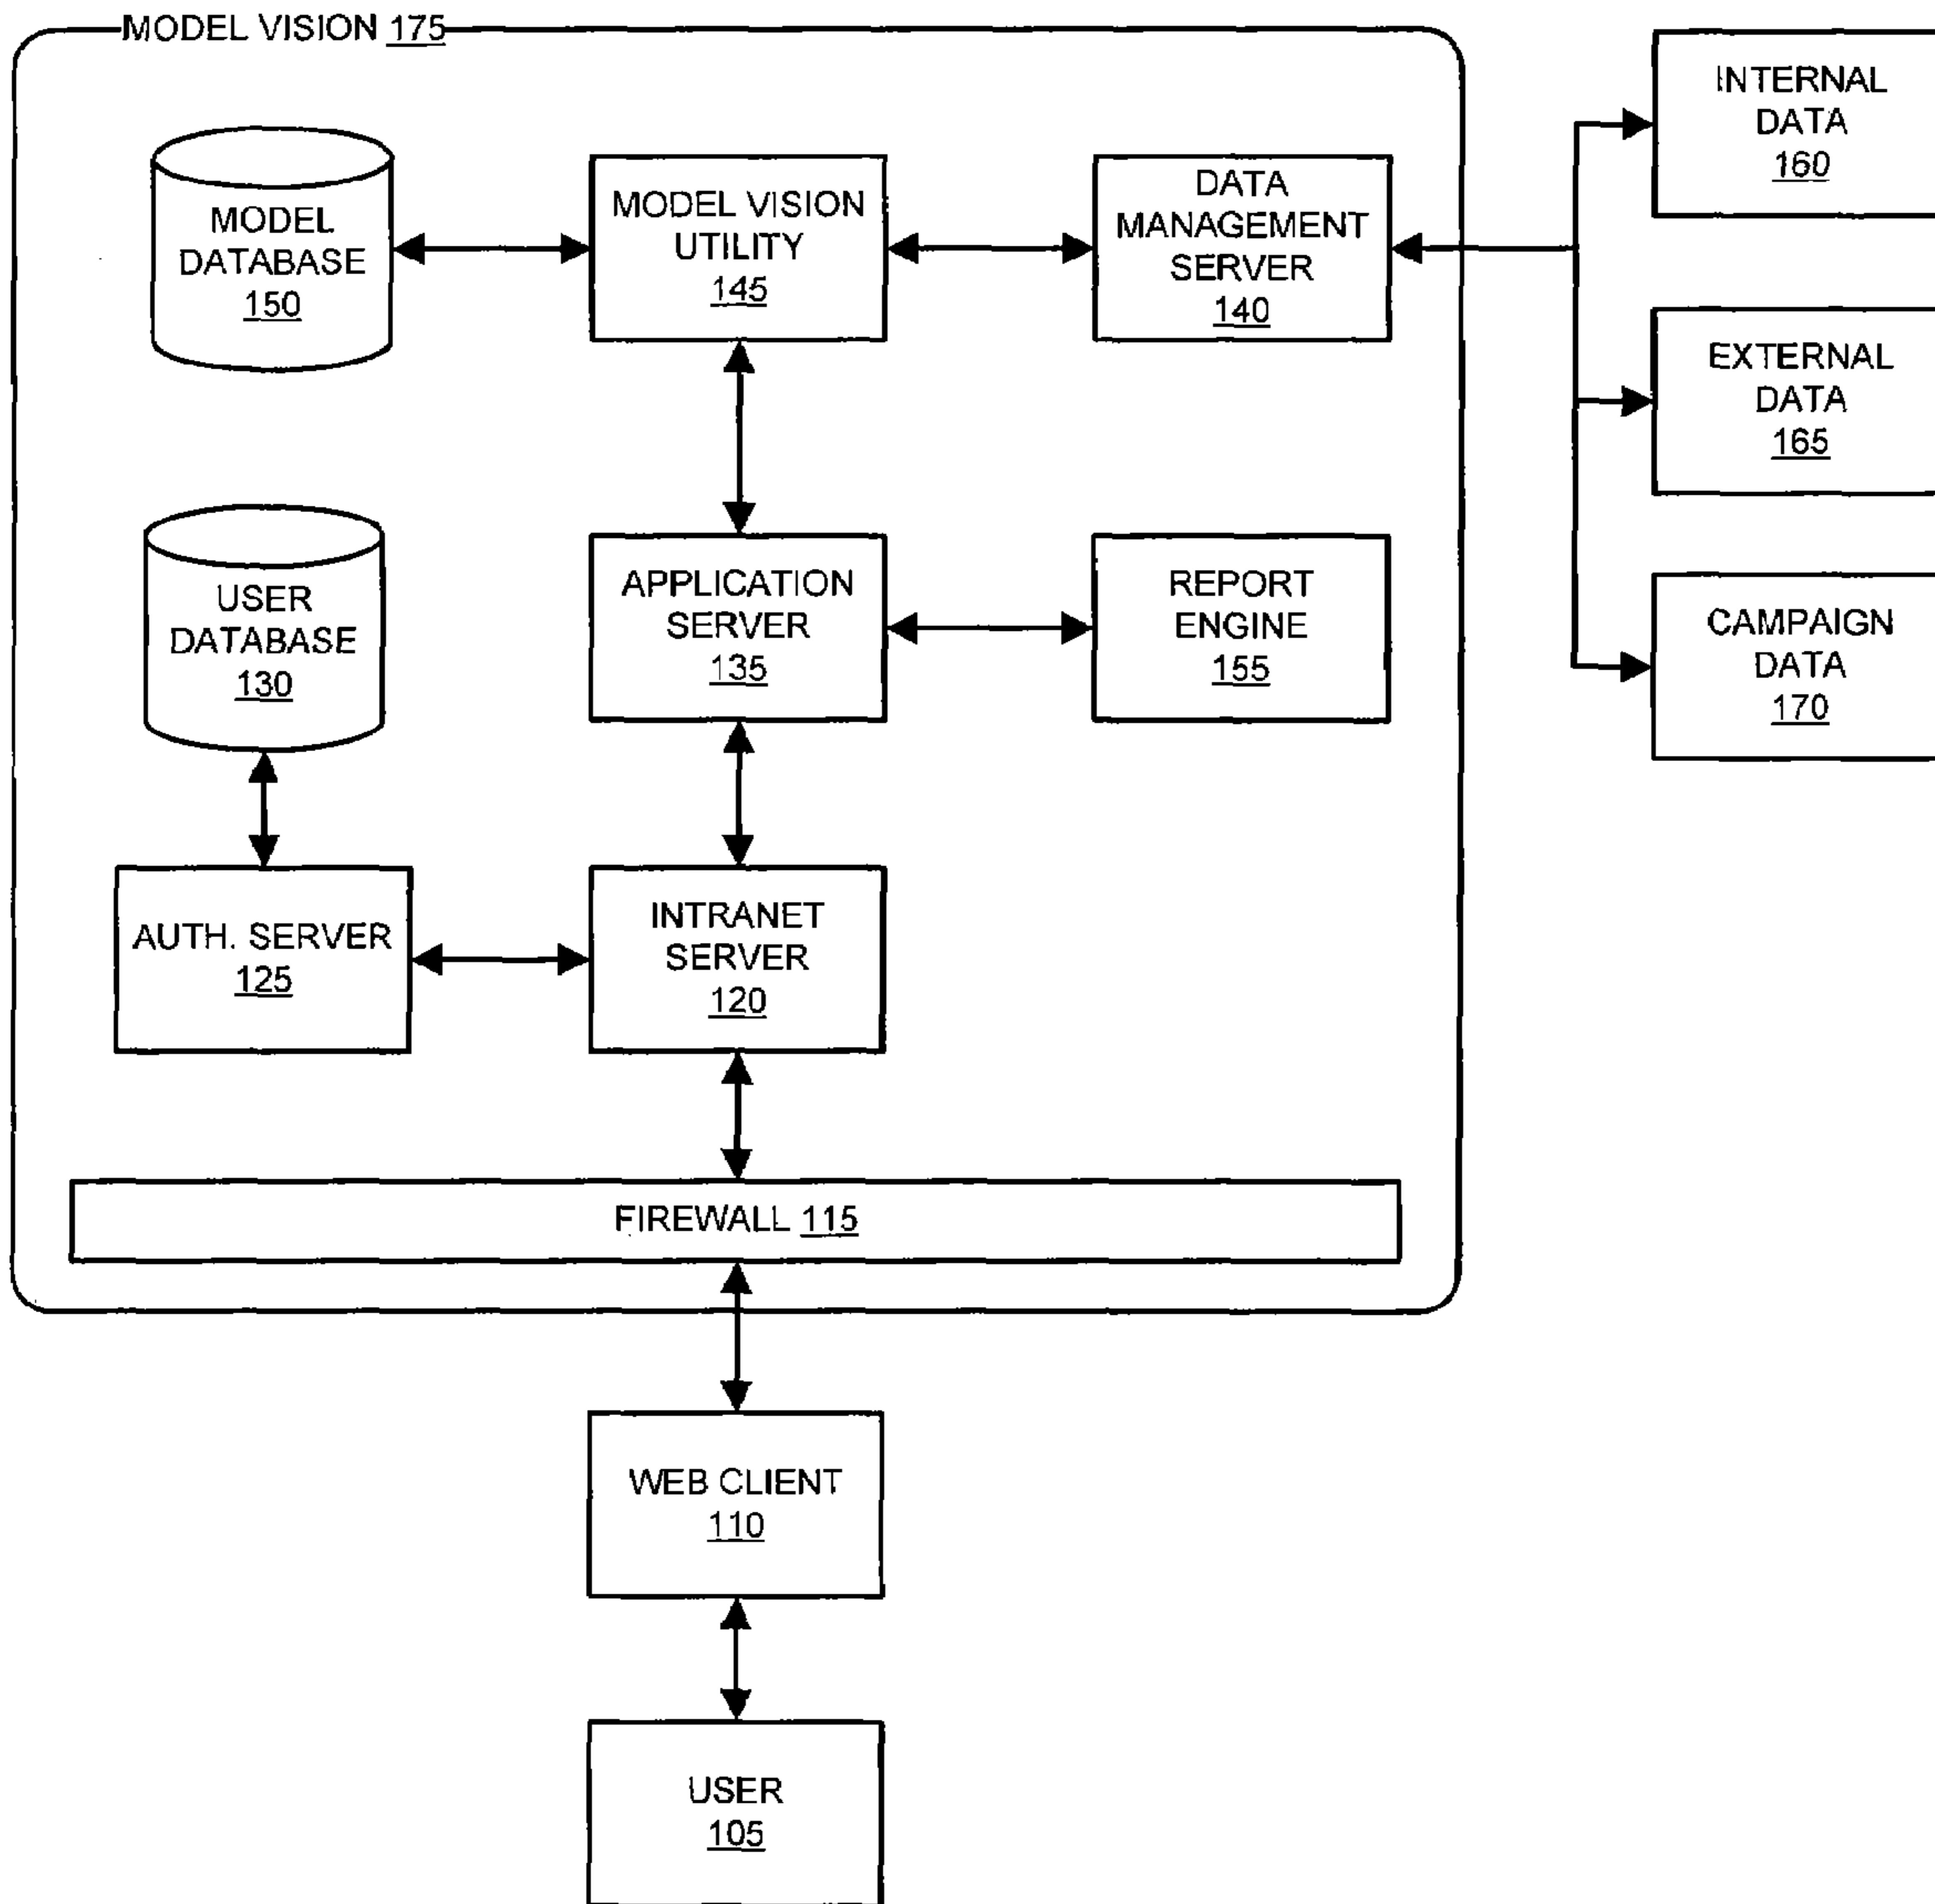 MODEL VISION 175
MODEL
DATABASE
150
MODEL VISION
UTILITY
145
DATA
MANAGEMENT
SERVER
140
INTERNAL
DATA
160
EXTERNAL
DATA
165
CAMPAIGN
DATA
170
USER
DATABASE
130
APPLICATION
SERVER
135
REPORT
ENGINE
155
AUTH. SERVER
125
INTRANET
SERVER
120
FIREWALL 115
WEB CLIENT
110
USER
105